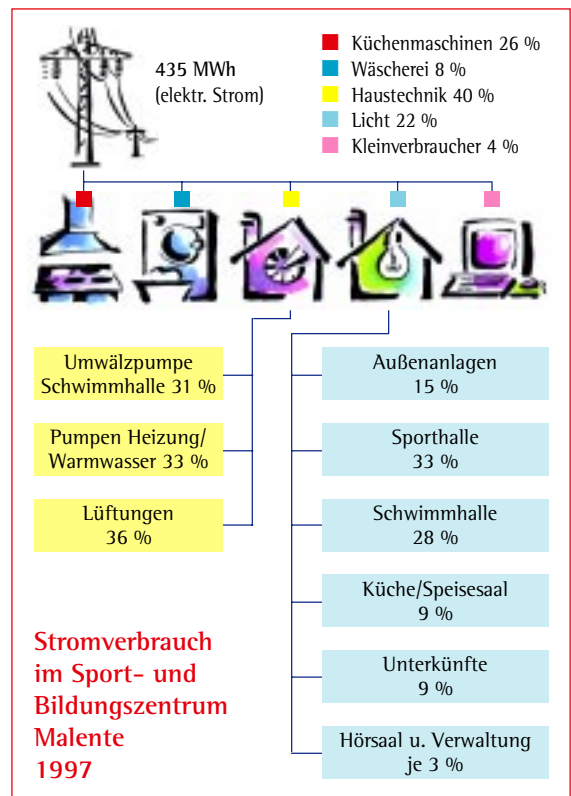 435 MWh
(elektr. Strom)
Küchenmaschinen 26 %
Wäscherei 8 %
Haustechnik 40 %
Licht 22 %
Kleinverbraucher 4 %
Umwälzpumpe
Schwimmhalle 31 %
Pumpen Heizung/
Warmwasser 33 %
Lüftungen
36 %
Außenanlagen
15 %
Sporthalle
33 %
Schwimmhalle
28 %
Küche/Speisesaal
9 %
Unterkünfte
9 %
Hörsaal u. Verwaltung
je 3 %
Stromverbrauch
im Sport- und
Bildungszentrum
Malente
1997